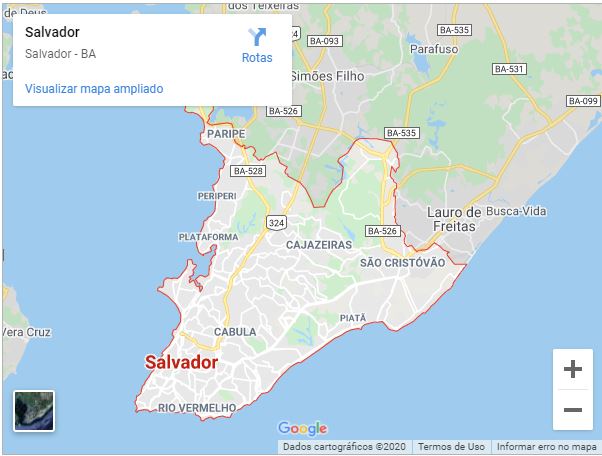 Salvador
Salvador - BA
Rotas
Visualizar mapa ampliado
dos Teixeiras
324
BA-093
BA-535
Parafuso
Simões Filho
BA-531
BA-526
BA-099
BA-535
PARIPE
BA-528
PERIPERI
Lauro de
Freitas
Busca-Vida
324
BA-526
PLATAFORMA
CAJAZEIRAS
SÃO CRISTÓVÃO
PIATÃ
Vera Cruz
CABULA
Salvador
RIO VERMELHO
Google
Dados cartográficos ©2020
Termos de Uso
Informar erro no mapa